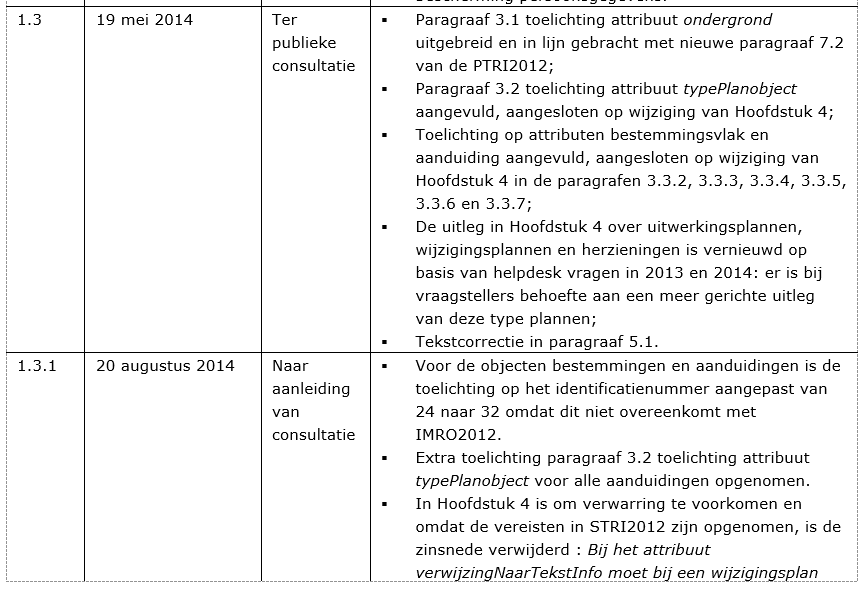 1.3
19 mei 2014
Ter
publieke
consultatie
▪ Paragraaf 3.1 toelichting attribuut ondergrond
uitgebreid en in lijn gebracht met nieuwe paragraaf 7.2
van de PTRI2012;
▪ Paragraaf 3.2 toelichting attribuut typePlanobject
aangevuld, aangesloten op wijziging van Hoofdstuk 4;
▪ Toelichting op attributen bestemmingsvlak en
aanduiding aangevuld, aangesloten op wijziging van
Hoofdstuk 4 in de paragrafen 3.3.2, 3.3.3, 3.3.4, 3.3.5,
3.3.6 en 3.3.7;
▪ De uitleg in Hoofdstuk 4 over uitwerkingsplannen,
wijzigingsplannen en herzieningen is vernieuwd op
basis van helpdesk vragen in 2013 en 2014: er is bij
vraagstellers behoefte aan een meer gerichte uitleg
van deze type plannen;
▪ Tekstcorrectie in paragraaf 5.1.
1.3.1
20 augustus 2014
Naar
aanleiding
van
consultatie
▪ Voor de objecten bestemmingen en aanduidingen is de
toelichting op het identificatienummer aangepast van
24 naar 32 omdat dit niet overeenkomt met
IMRO2012.
▪ Extra toelichting paragraaf 3.2 toelichting attribuut
typePlanobject voor alle aanduidingen opgenomen.
▪ In Hoofdstuk 4 is om verwarring te voorkomen en
omdat de vereisten in STRI2012 zijn opgenomen, is de
zinsnede verwijderd : Bij het attribuut
verwijzingNaarTekstInfo moet bij een wijzigingsplan